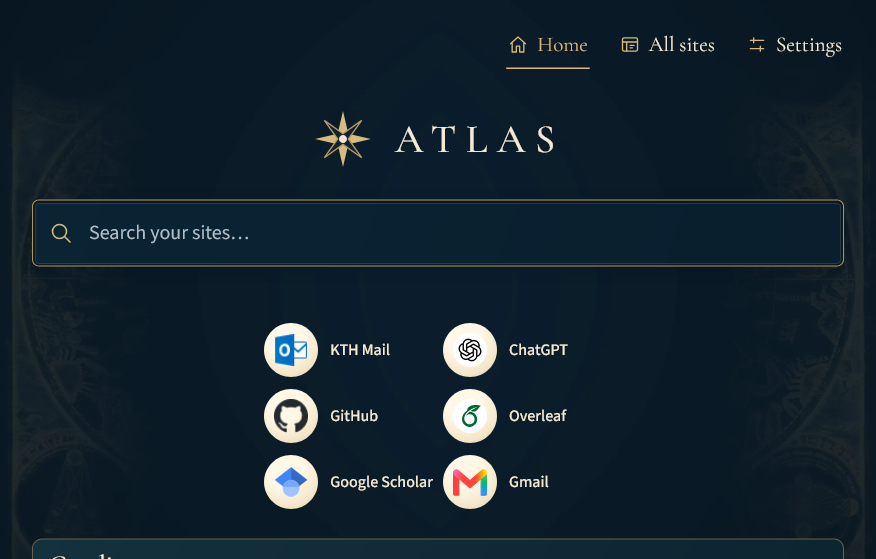 Home All sites Settings
ATLAS
Search your sites…
KTH Mail ChatGPT
GitHub Overleaf
Google Scholar Gmail